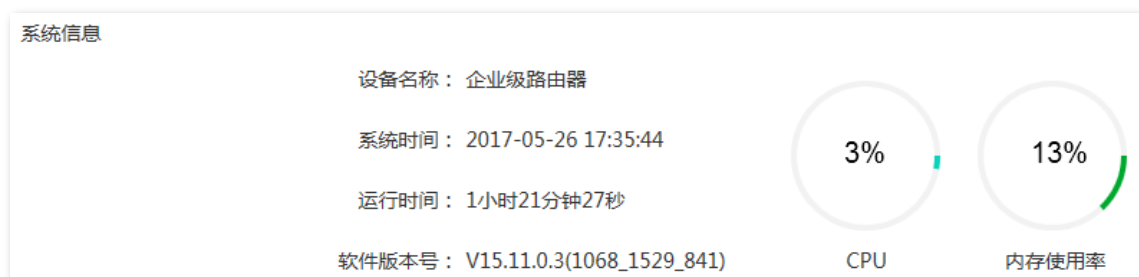 系统信息
设备名称： 企业级路由器
系统时间： 2017-05-26 17:35:44
3%
13%
运行时间： 1小时21分钟27秒
软件版本号： V15.11.0.3(1068_1529_841)
CPU
内存使用率